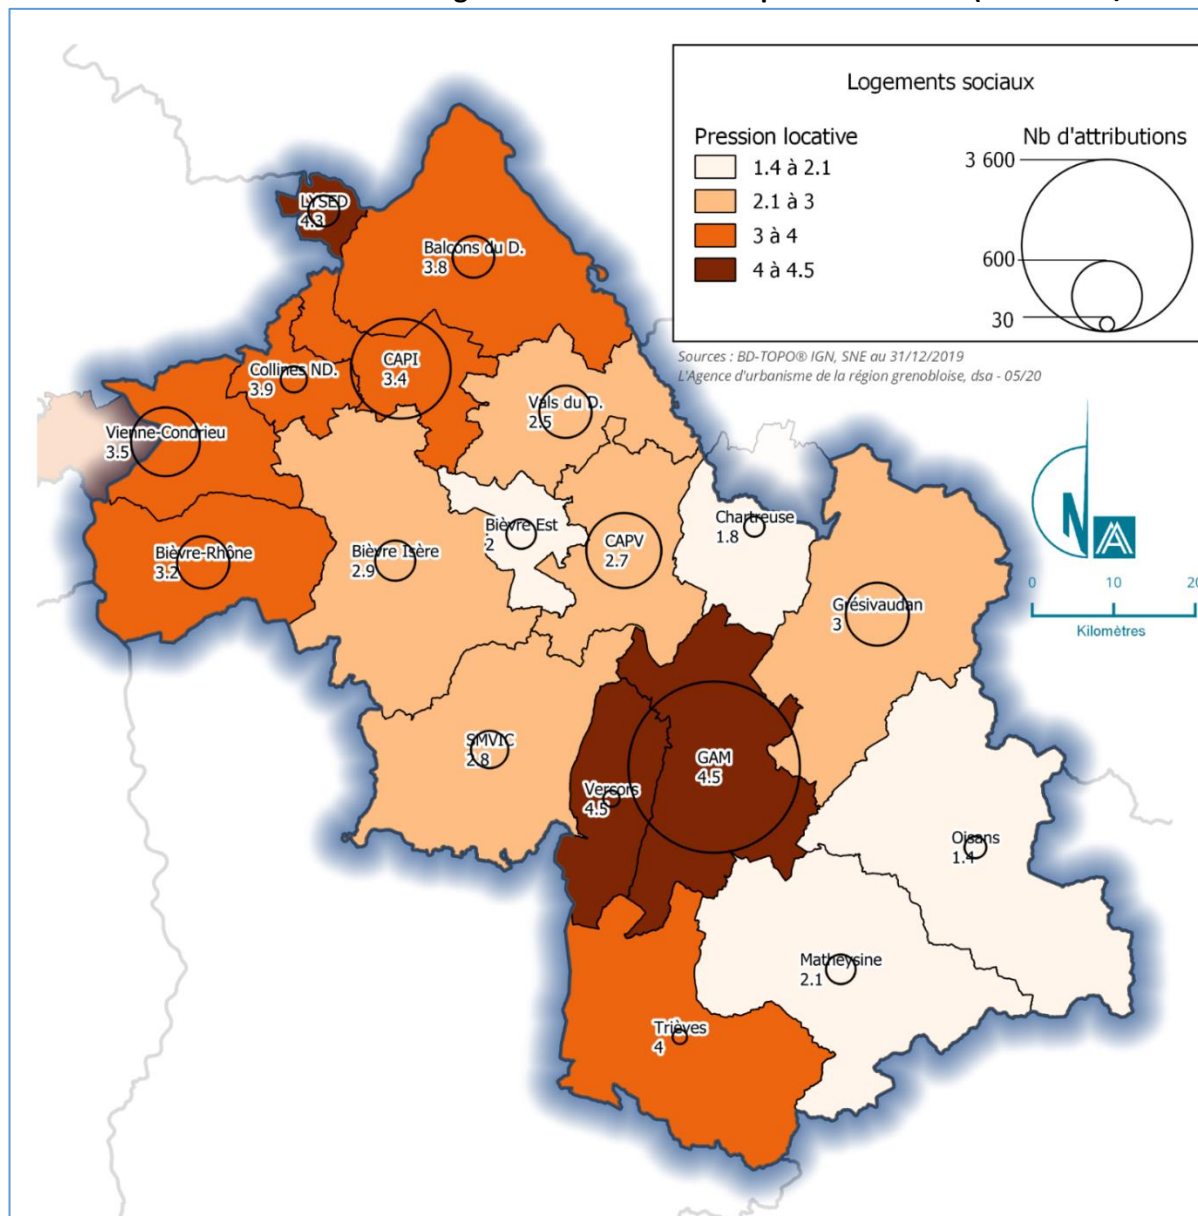 Logements sociaux
Pression locative
1.4 à 2.1
2.1 à 3
3 à 4
4 à 4.5
Nb d'attributions
3 600
600
30
Sources : BD-TOPO® IGN, SNE au 31/12/2019
L'Agence d'urbanisme de la région grenobloise, dsa - 05/20
LYSED
4.3
Balcons du D.
3.8
CAPI
3.4
Collines ND.
3.9
Vals du D.
2.5
Vienne-Condrieu
3.5
Bièvre-Rhône
3.2
Bièvre Isère
2.9
Bièvre Est
2
CAPV
2.7
Chartreuse
1.8
Grésivaudan
3
SMVIC
2.8
Vercors
4.5
GAM
4.5
Oisans
1.4
Matheysine
2.1
Trièves
4
N
0 10 20
Kilomètres